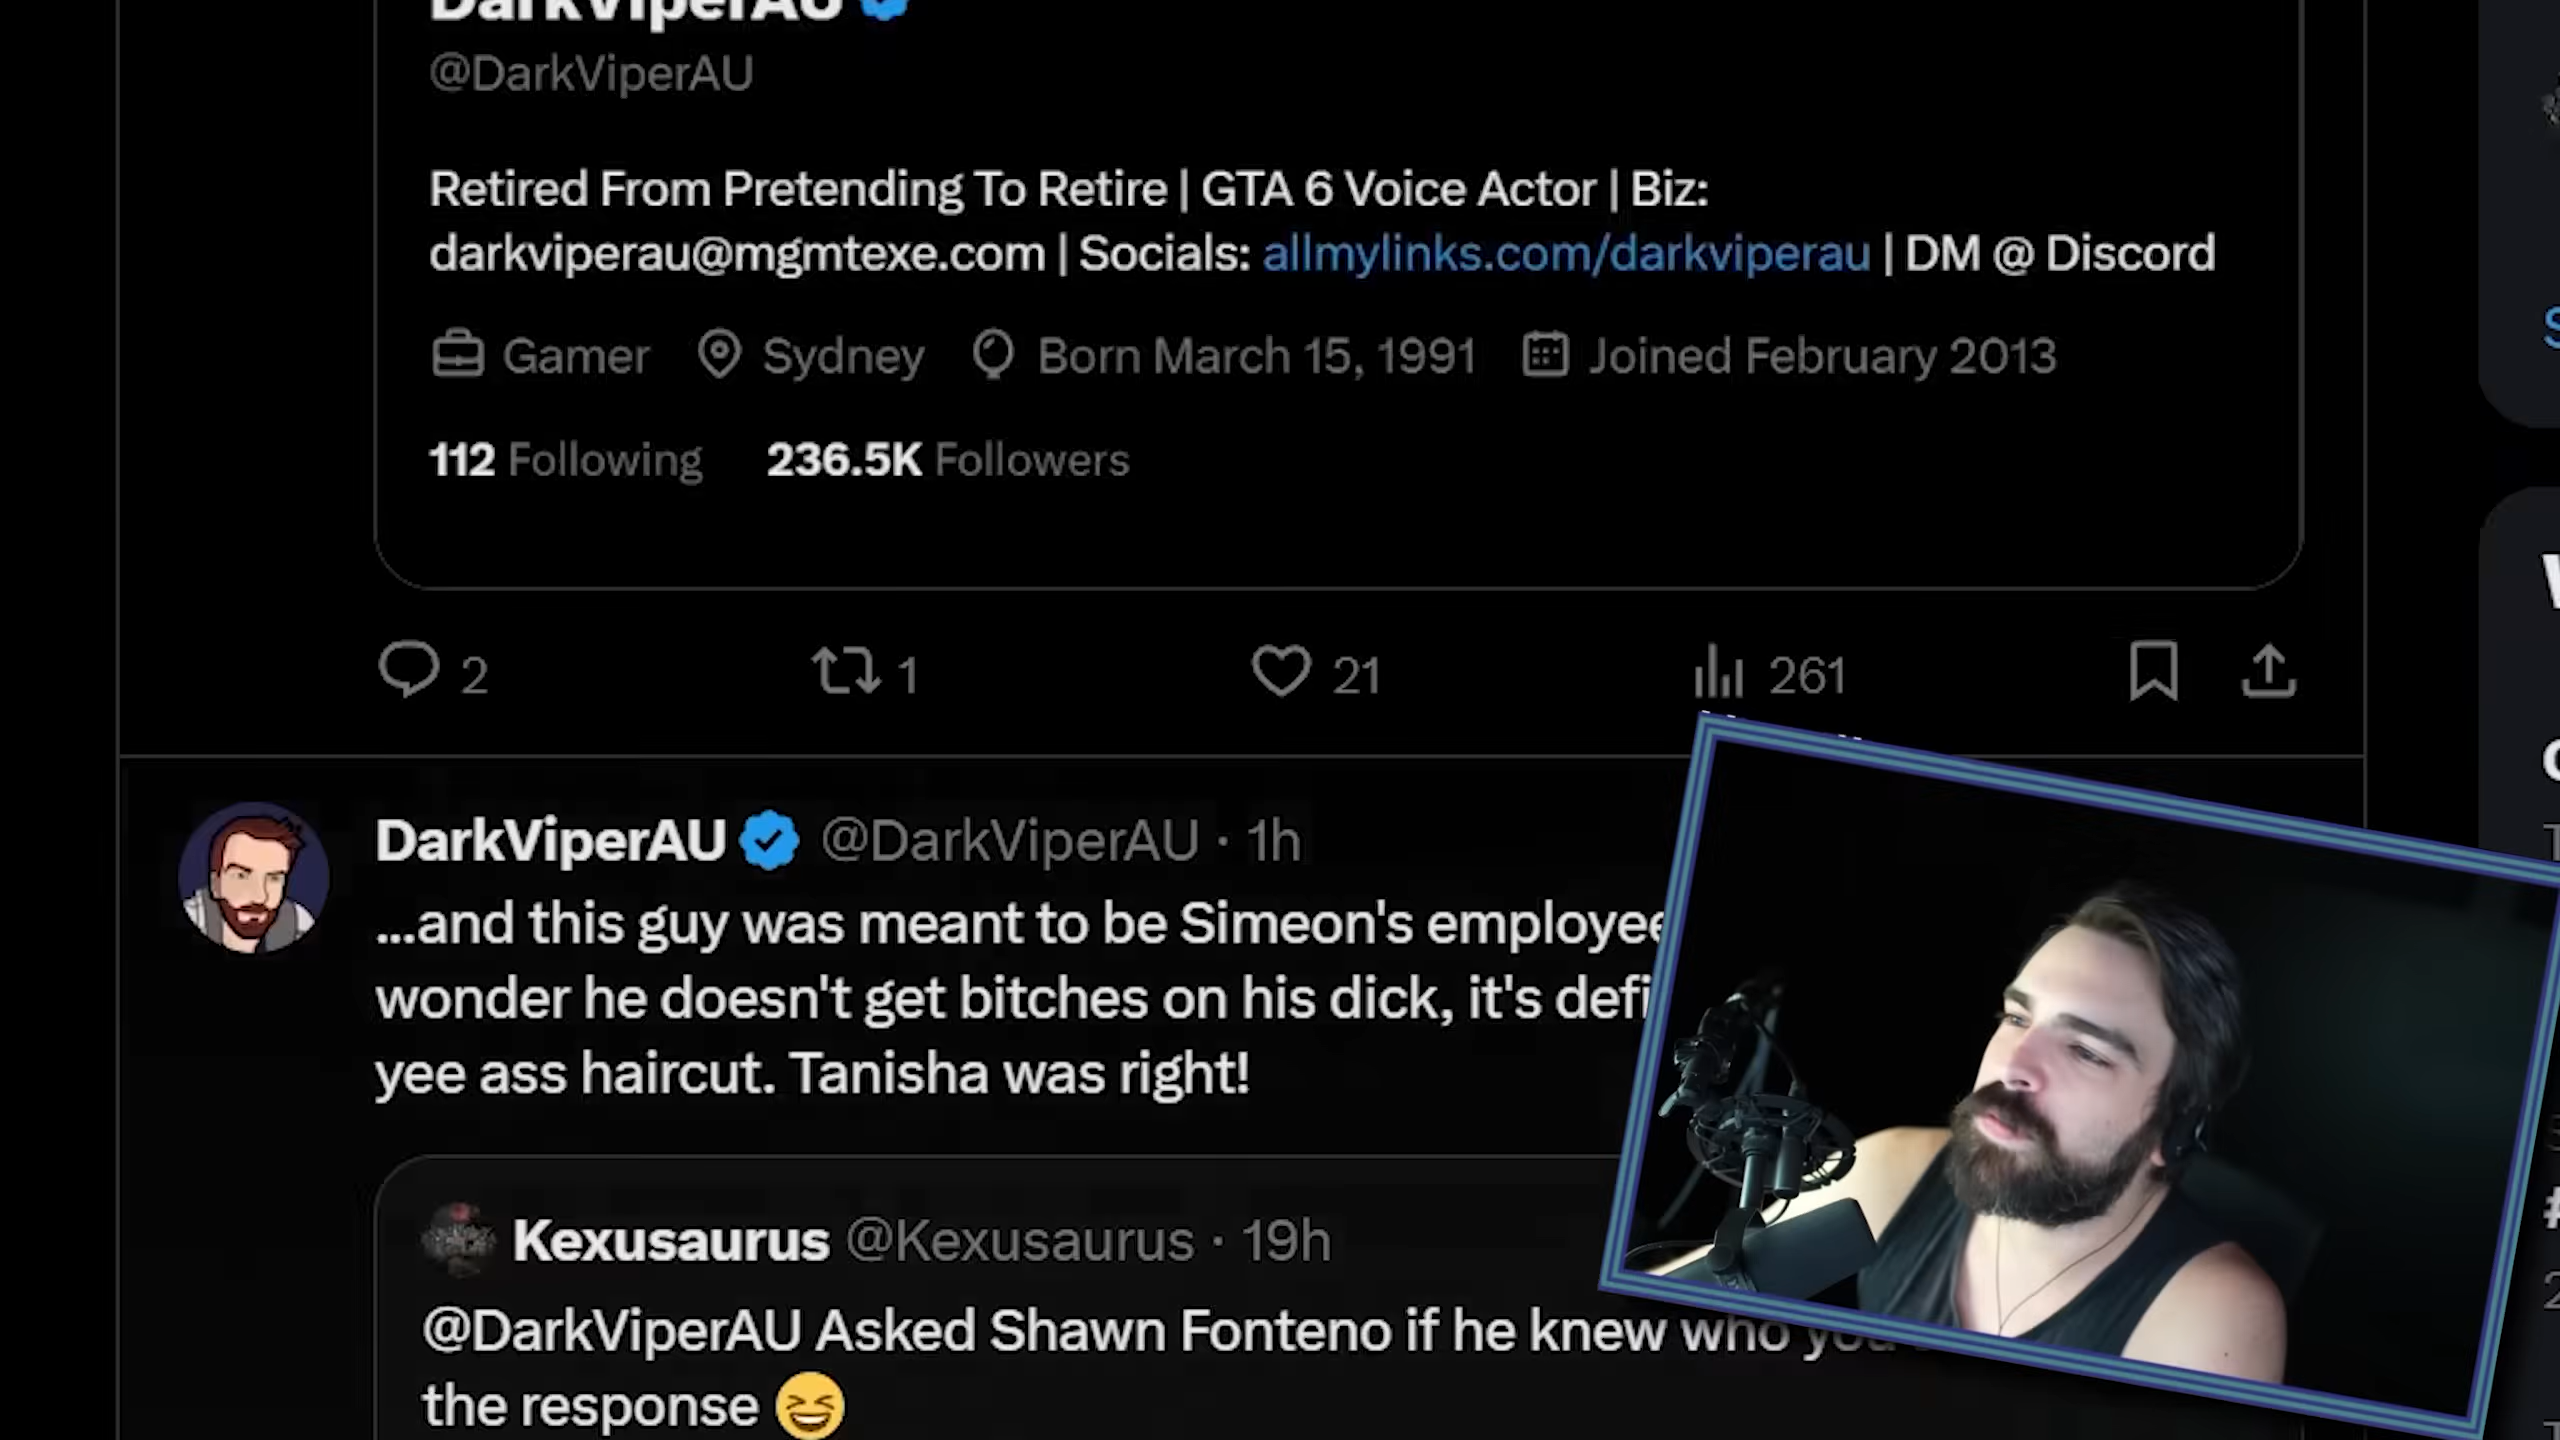 DarkViperAU
@DarkViperAU
Retired From Pretending To Retire | GTA 6 Voice Actor | Biz:
darkviperau@mgmtexe.com | Socials: allmylinks.com/darkviperau | DM @ Discord
Gamer Sydney Born March 15, 1991 Joined February 2013
112 Following 236.5K Followers
2 1 21 261
DarkViperAU @DarkViperAU · 1h
...and this guy was meant to be Simeon's employee
wonder he doesn't get bitches on his dick, it's defi
yee ass haircut. Tanisha was right!
Kexusaurus @Kexusaurus · 19h
@DarkViperAU Asked Shawn Fonteno if he knew who you
the response 😆